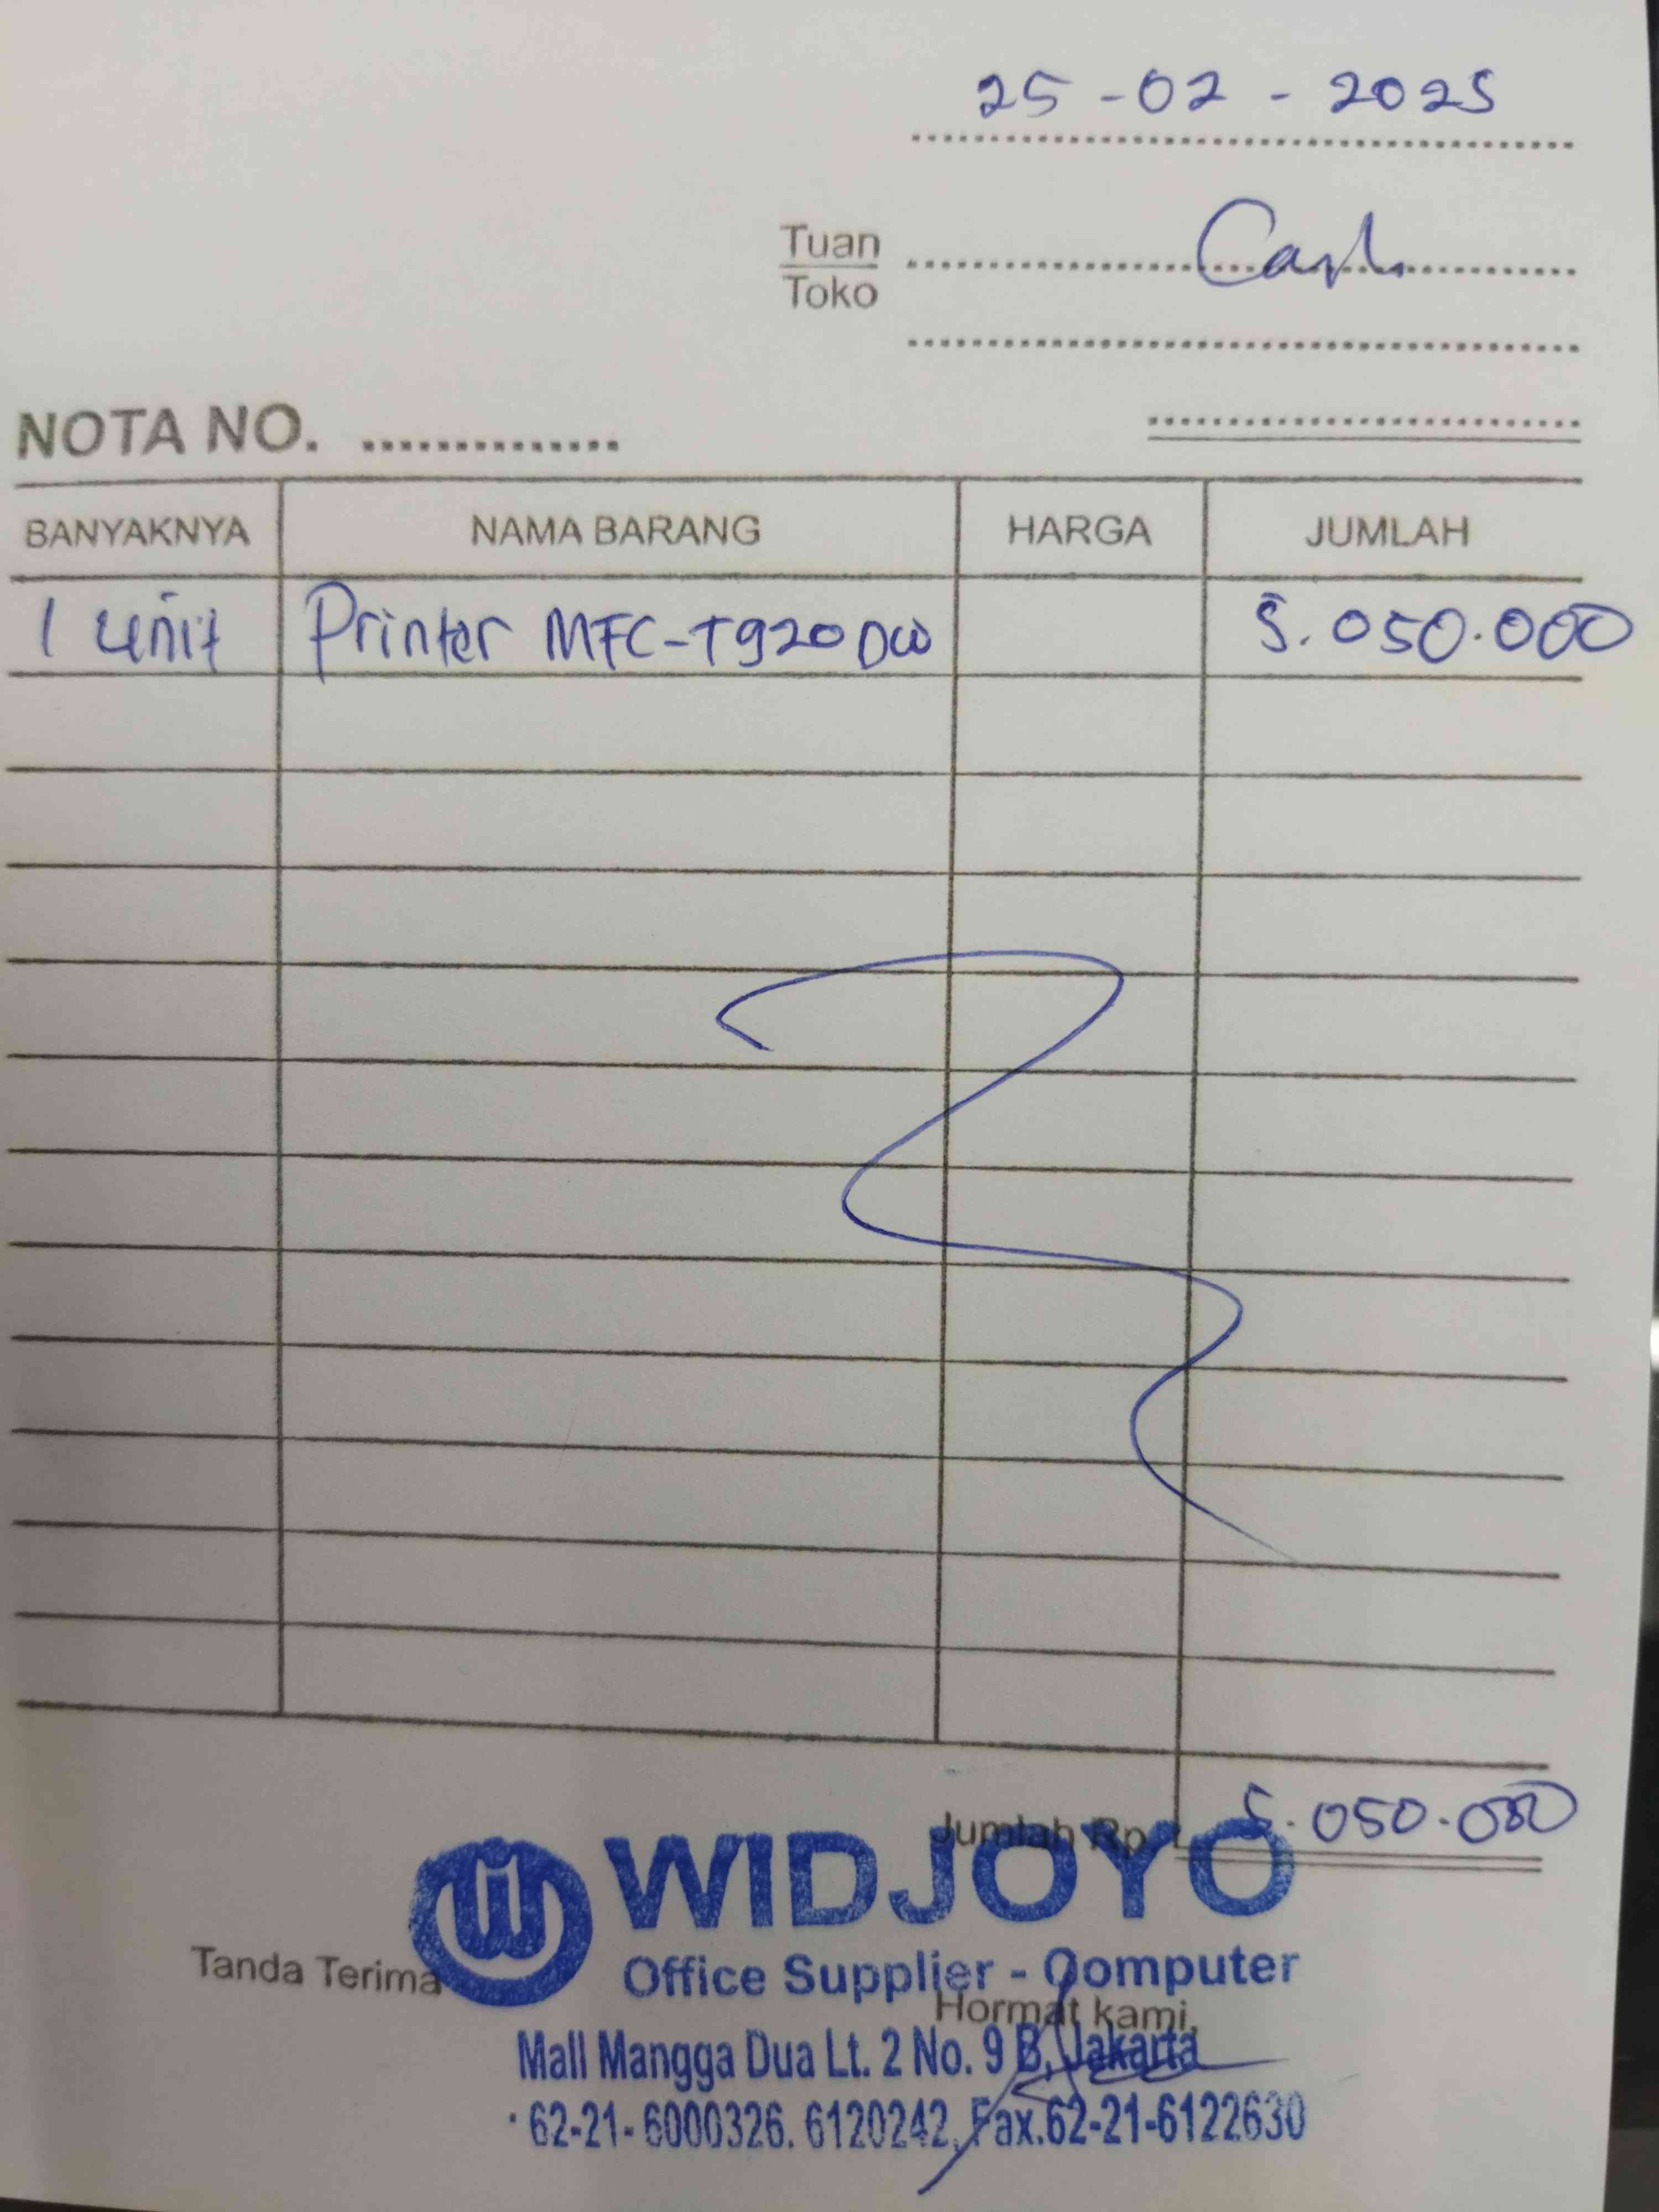 25-02-2025
Tuan Cash
Toko
NOTA NO. ..............
BANYAKNYA NAMA BARANG HARGA JUMLAH
1 unit Printer MFC-T920DW 5.050.000
Jumlah Rp. 5.050.000
WIDJOYO
Office Supplier - Computer
Tanda Terima
Hormat kami,
Mall Mangga Dua Lt. 2 No. 9 B, Jakarta
62-21-6000326. 6120242, Fax.62-21-6122630